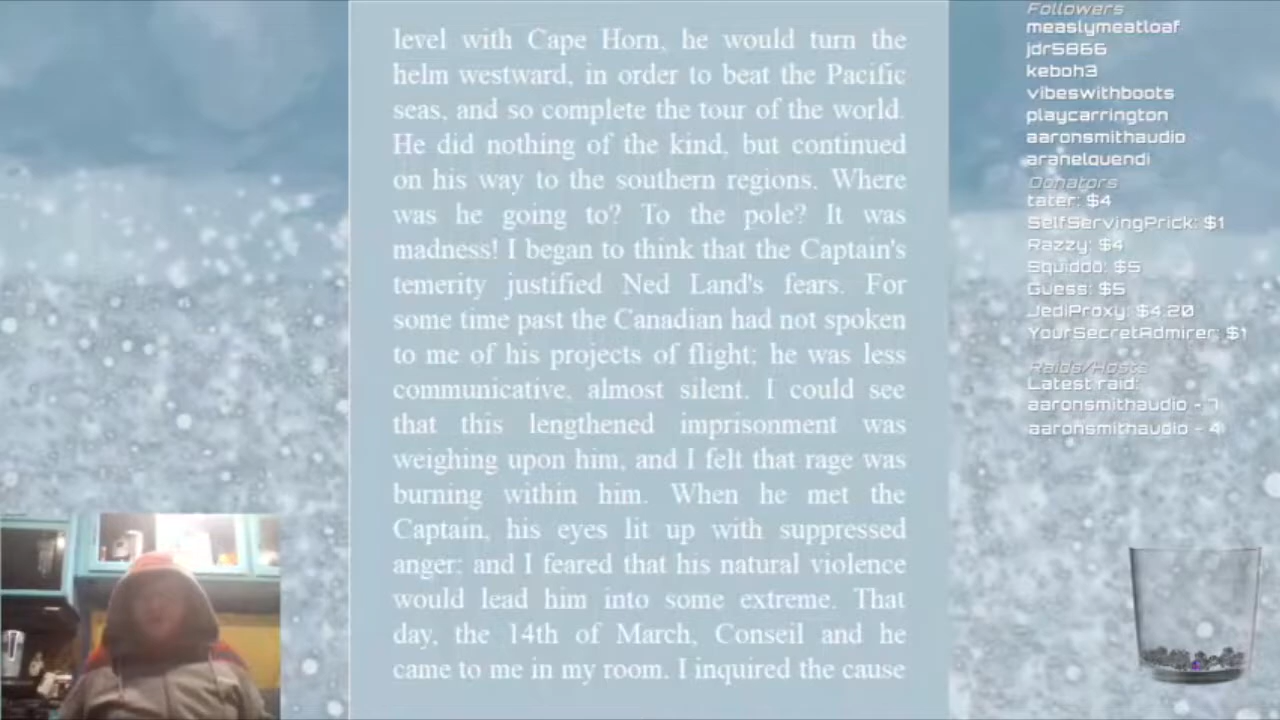 level with Cape Horn, he would turn the
helm westward, in order to beat the Pacific
seas, and so complete the tour of the world.
He did nothing of the kind, but continued
on his way to the southern regions. Where
was he going to? To the pole? It was
madness! I began to think that the Captain's
temerity justified Ned Land's fears. For
some time past the Canadian had not spoken
to me of his projects of flight; he was less
communicative, almost silent. I could see
that this lengthened imprisonment was
weighing upon him, and I felt that rage was
burning within him. When he met the
Captain, his eyes lit up with suppressed
anger; and I feared that his natural violence
would lead him into some extreme. That
day, the 14th of March, Conseil and he
came to me in my room. I inquired the cause
Followers
measlymeatloaf
jdr5866
keboh3
vibeswithboots
playcarrington
aaronsmithaudio
aranelquendi
Donators
tater: $4
SelfServingPrick: $1
Razzy: $4
Squidoo: $5
Guess: $5
JediProxy: $4.20
YourSecretAdmirer: $1
Raids/Hosts
Latest raid:
aaronsmithaudio - 7
aaronsmithaudio - 4